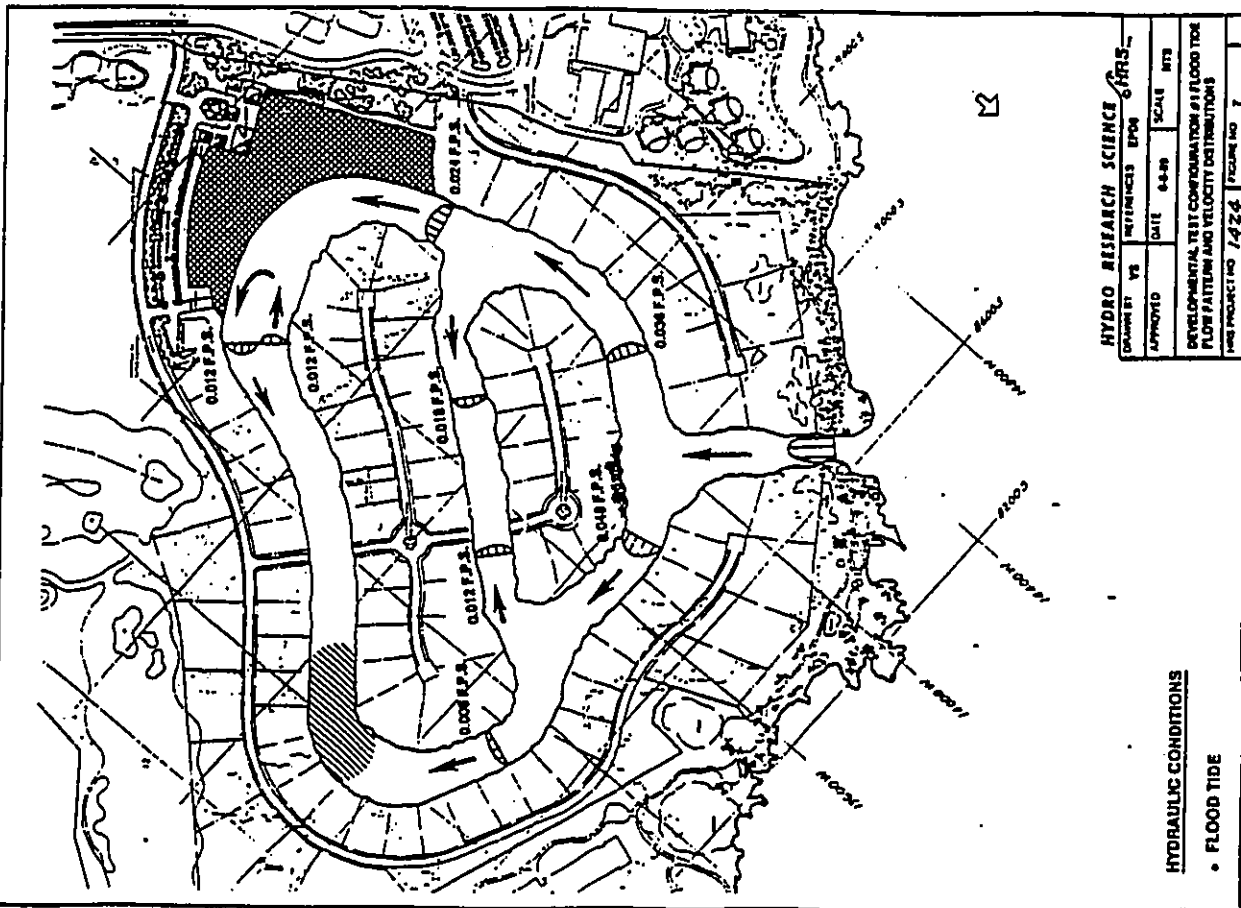 0.024 F.P.S.
0.012 F.P.S.
0.012 F.P.S.
0.018 F.P.S.
0.036 F.P.S.
0.048 F.P.S.
0.012 F.P.S.
0.006 F.P.S.
HYDRAULIC CONDITIONS
• FLOOD TIDE
HYDRO RESEARCH SCIENCE HRS
DRAWN BY VS REFERENCES
APPROVED DATE SCALE NTS
DEVELOPMENTAL TEST CONFIGURATION #1 FLOOD TIDE
FLOW PATTERN AND VELOCITY DISTRIBUTIONS
HRS PROJECT NO 1424 FIGURE NO 7